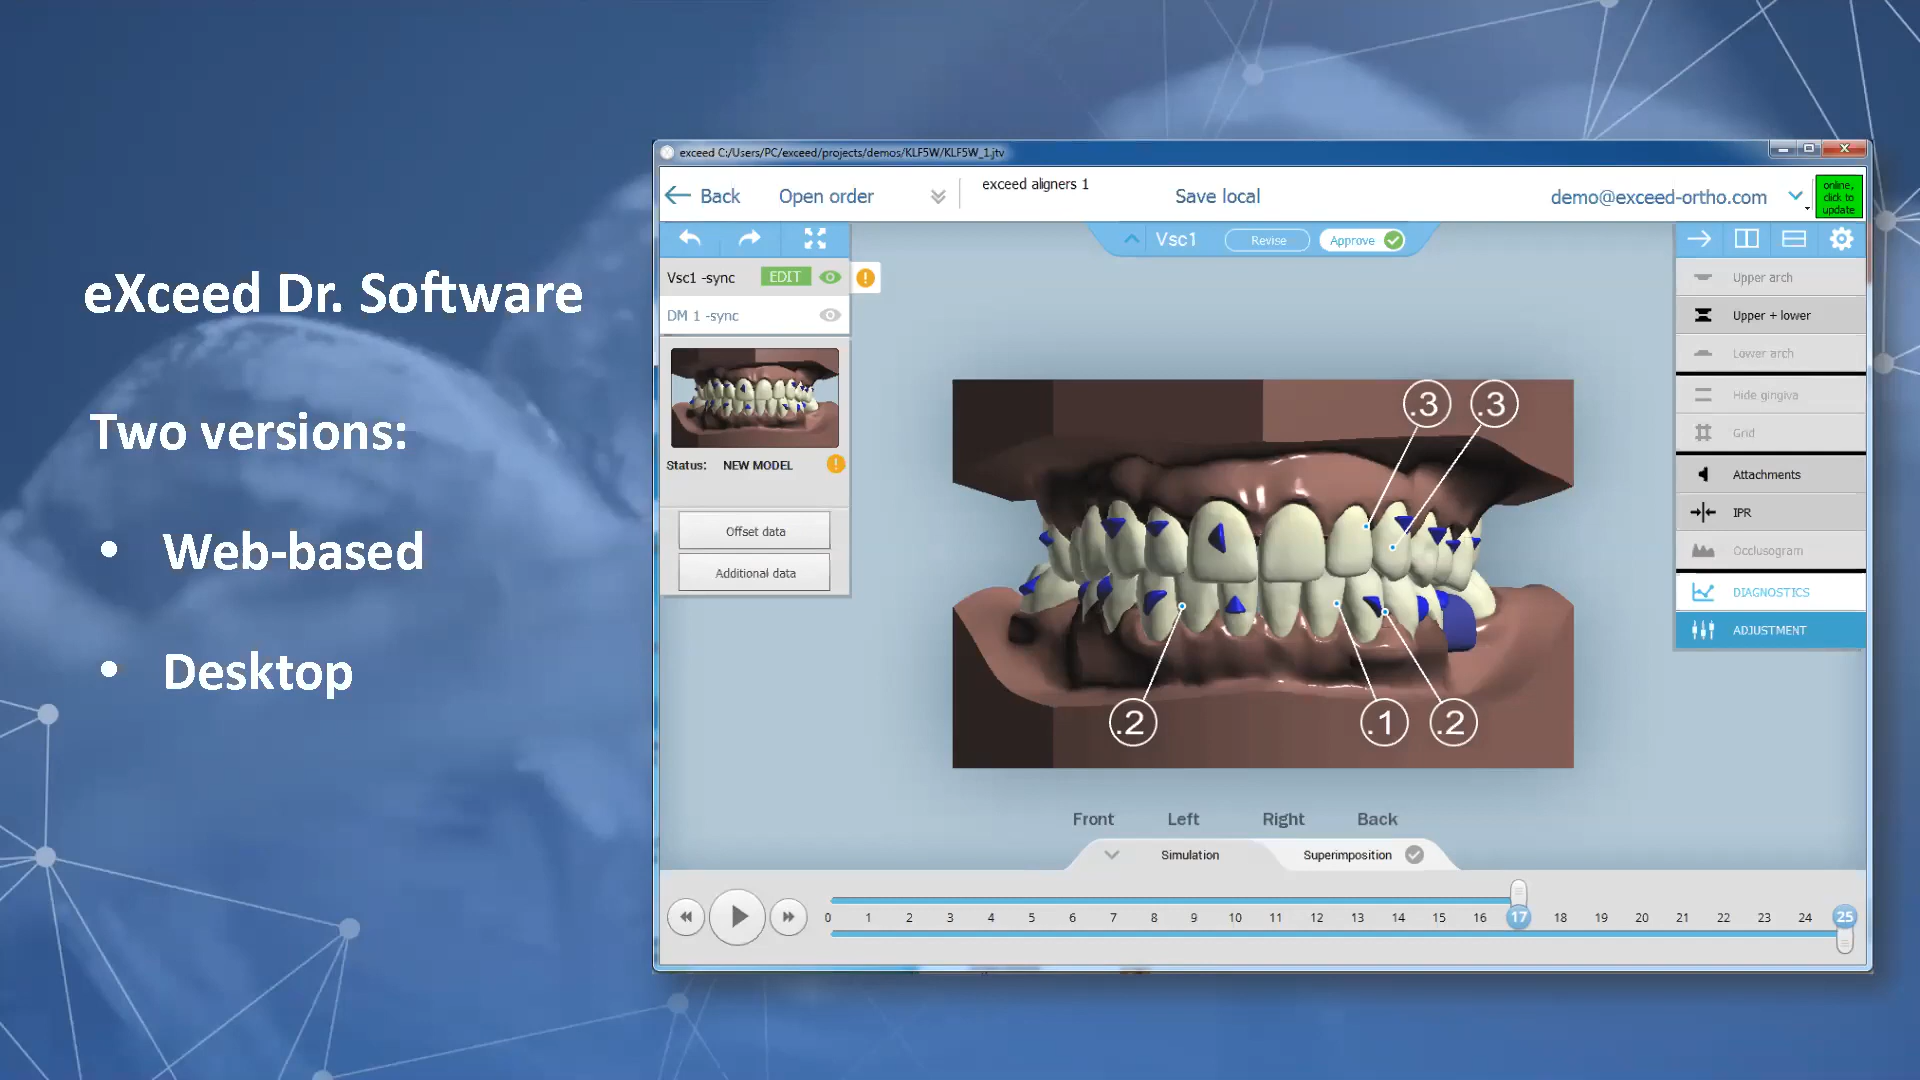 eXceed Dr. Software
Two versions:
• Web-based
• Desktop
exceed C:/Users/PC/exceed/projects/demos/KLF5W/KLF5W_1.jtv
Back
Open order
exceed aligners 1
Save local
demo@exceed-ortho.com
online,
click to
update
Vsc1
Revise
Approve
Vsc1 -sync
EDIT
DM 1 -sync
Status: NEW MODEL
Offset data
Additional data
.3
.3
.2
.1
.2
Upper arch
Upper + lower
Lower arch
Hide gingiva
Grid
Attachments
IPR
Occlusogram
DIAGNOSTICS
ADJUSTMENT
Front Left Right Back
Simulation
Superimposition
0 1 2 3 4 5 6 7 8 9 10 11 12 13 14 15 16 17 18 19 20 21 22 23 24 25